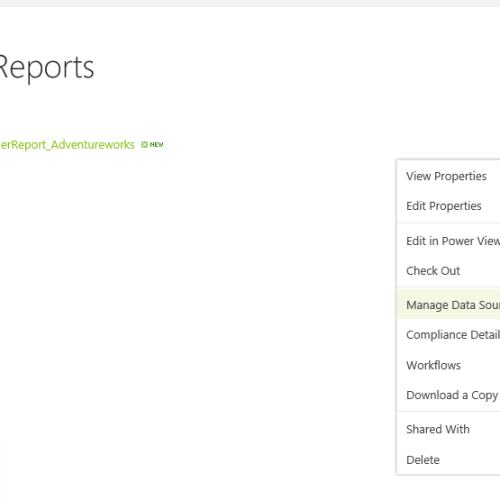 Reports
erReport_Adventureworks NEW
View Properties
Edit Properties
Edit in Power View
Check Out
Manage Data Sou
Compliance Detail
Workflows
Download a Copy
Shared With
Delete